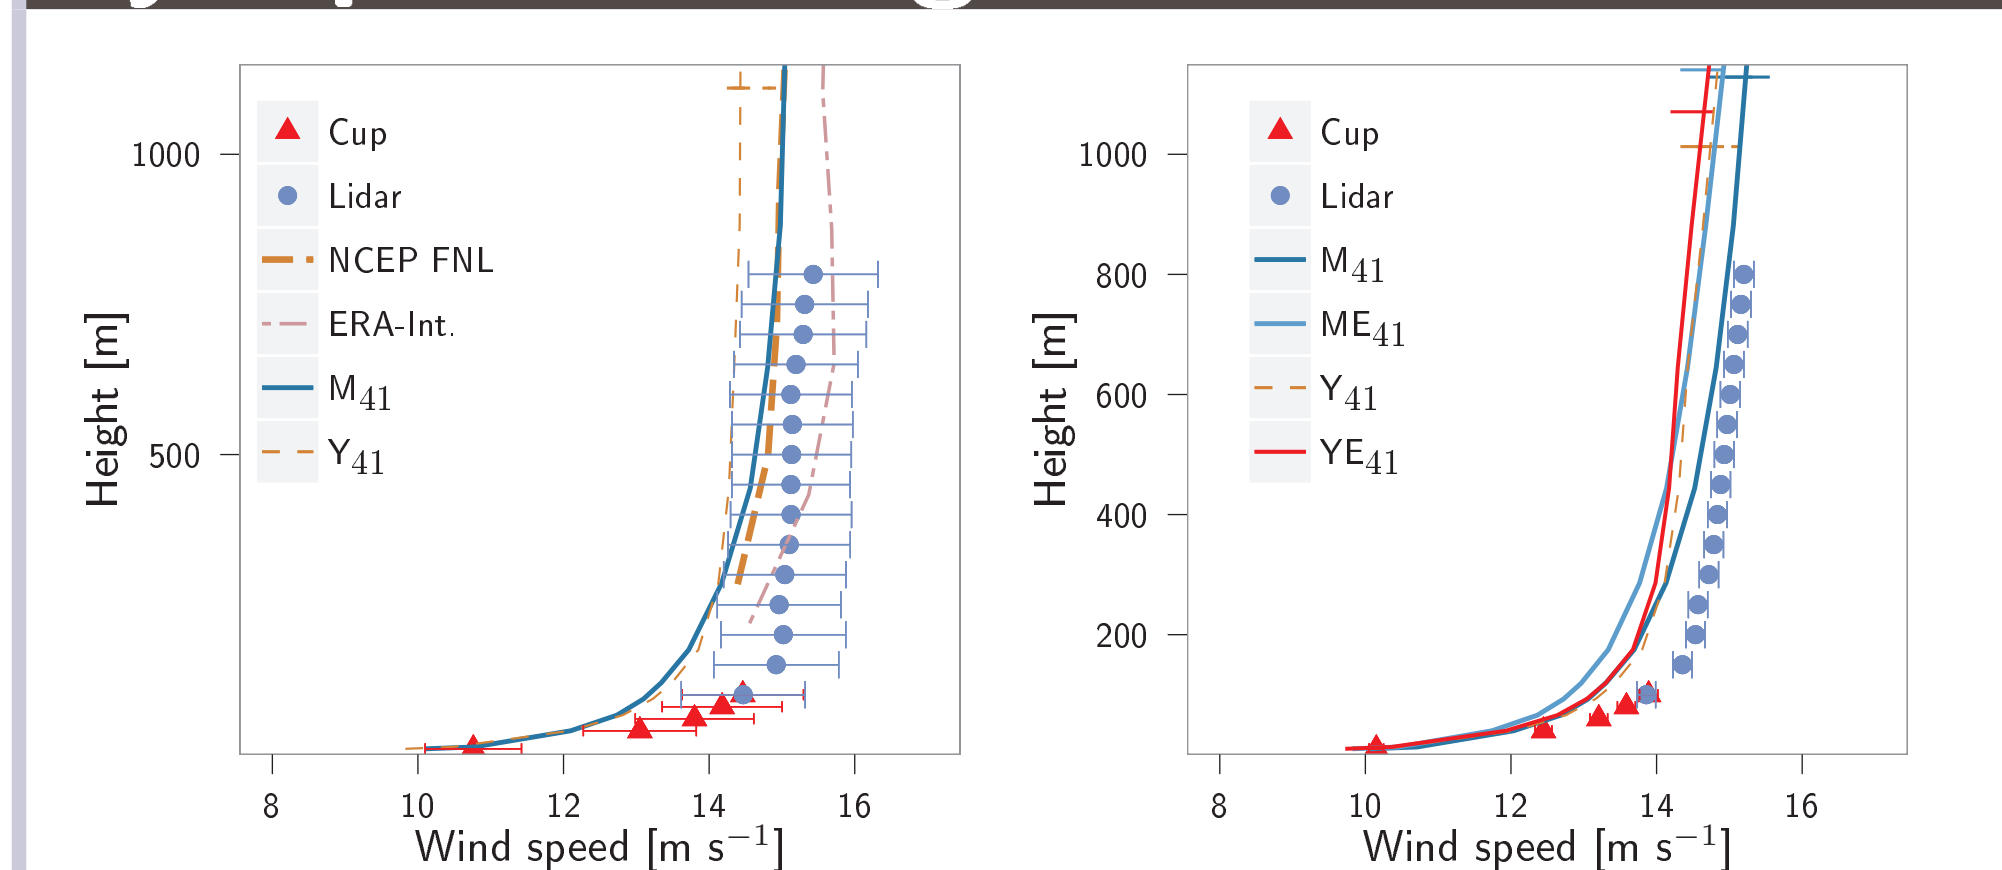 Cup
Lidar
NCEP FNL
ERA-Int.
M41
Y41
1000
500
Height [m]
8 10 12 14 16
Wind speed [m s−1]
Cup
Lidar
M41
ME41
Y41
YE41
1000
800
600
400
200
Height [m]
8 10 12 14 16
Wind speed [m s−1]